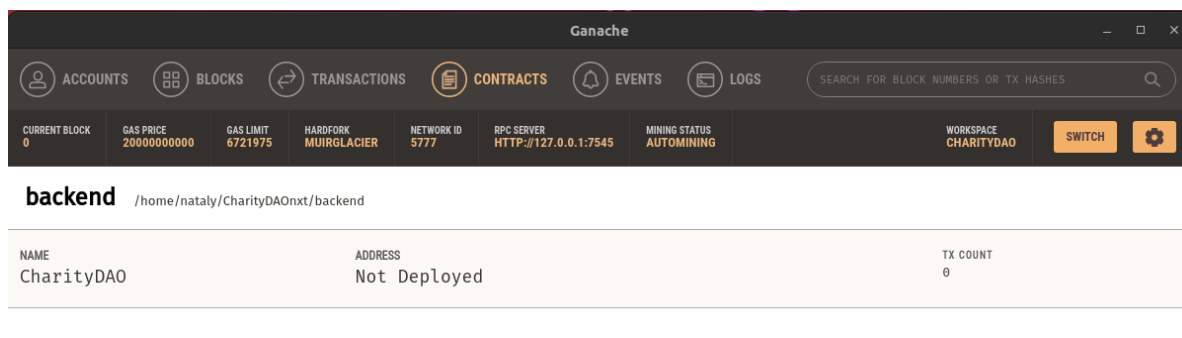 Ganache
ACCOUNTS BLOCKS TRANSACTIONS CONTRACTS EVENTS LOGS SEARCH FOR BLOCK NUMBERS OR TX HASHES
CURRENT BLOCK GAS PRICE GAS LIMIT HARDFORK NETWORK ID RPC SERVER MINING STATUS WORKSPACE
0 20000000000 6721975 MUIRGLACIER 5777 HTTP://127.0.0.1:7545 AUTOMINING CHARITYDAO SWITCH
backend /home/nataly/CharityDAOnxt/backend
NAME ADDRESS TX COUNT
CharityDAO Not Deployed 0